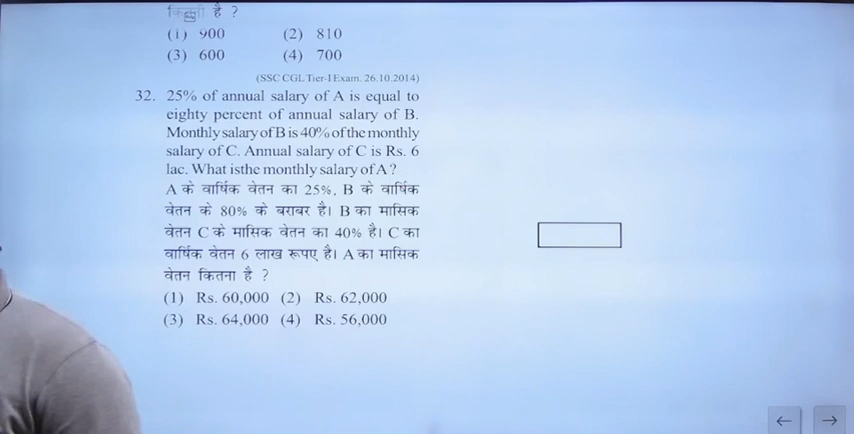 है ?
(1) 900 (2) 810
(3) 600 (4) 700
(SSC CGL Tier-I Exam. 26.10.2014)
32. 25% of annual salary of A is equal to
eighty percent of annual salary of B.
Monthly salary of B is 40% of the monthly
salary of C. Annual salary of C is Rs. 6
lac. What isthe monthly salary of A ?
A के वार्षिक वेतन का 25%, B के वार्षिक
वेतन के 80% के बराबर है। B का मासिक
वेतन C के मासिक वेतन का 40% है। C का
वार्षिक वेतन 6 लाख रूपए है। A का मासिक
वेतन कितना है ?
(1) Rs. 60,000 (2) Rs. 62,000
(3) Rs. 64,000 (4) Rs. 56,000